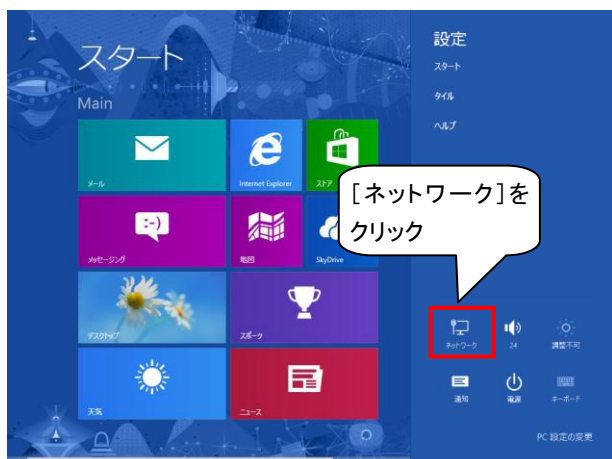 スタート
Main
メール
Internet Explorer
ストア
メッセージング
地図
SkyDrive
デスクトップ
スポーツ
天気
ニュース
設定
スタート
タイル
ヘルプ
[ネットワーク]を
クリック
ネットワーク
24
調整不可
通知
電源
キーボード
PC 設定の変更